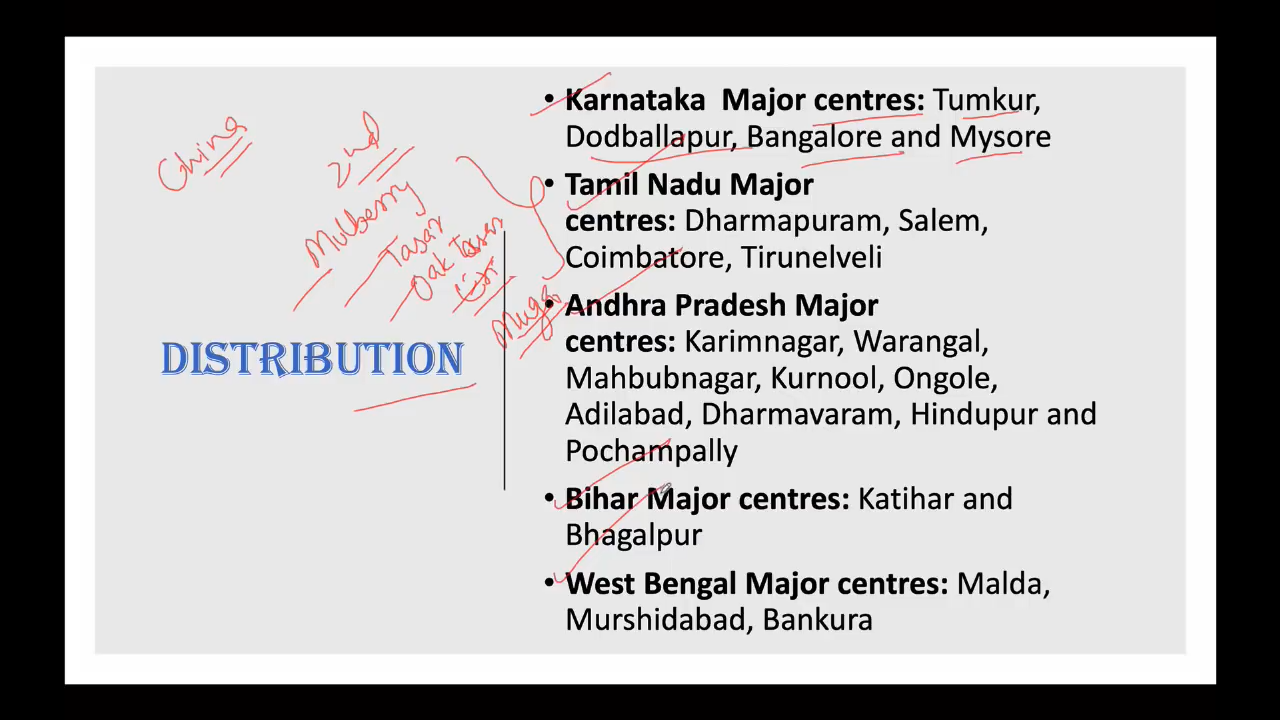 China
2nd
Mulberry
Tasar
Oak Tasar
Eri
Muga
DISTRIBUTION
• Karnataka Major centres: Tumkur,
Dodballapur, Bangalore and Mysore
• Tamil Nadu Major
centres: Dharmapuram, Salem,
Coimbatore, Tirunelveli
• Andhra Pradesh Major
centres: Karimnagar, Warangal,
Mahbubnagar, Kurnool, Ongole,
Adilabad, Dharmavaram, Hindupur and
Pochampally
• Bihar Major centres: Katihar and
Bhagalpur
• West Bengal Major centres: Malda,
Murshidabad, Bankura